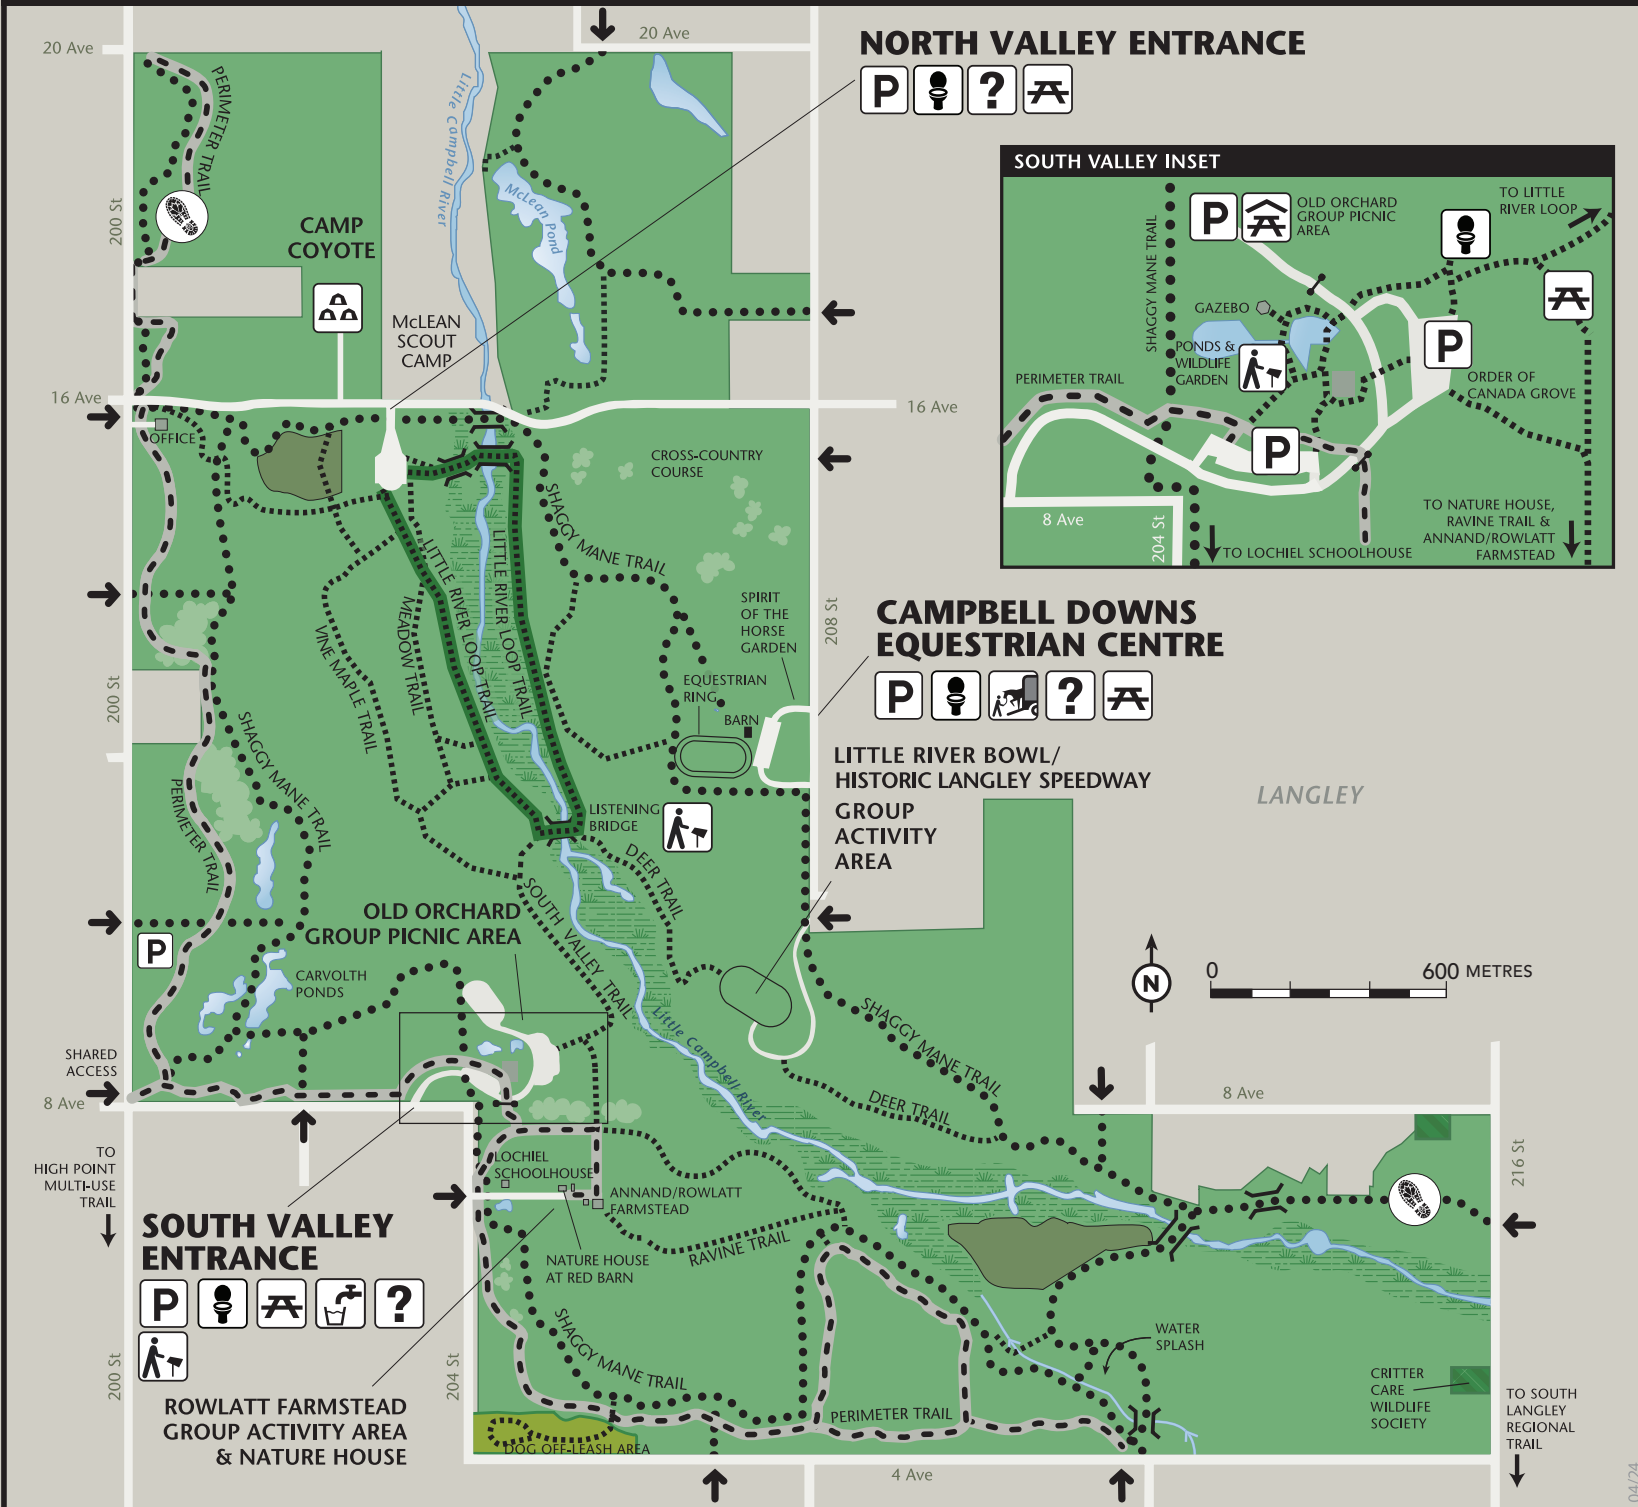 20 Ave
20 Ave
NORTH VALLEY ENTRANCE
P
?
PERIMETER TRAIL
Little Campbell River
McLean Pond
200 St
CAMP
COYOTE
McLEAN
SCOUT
CAMP
SOUTH VALLEY INSET
TO LITTLE
RIVER LOOP
P
OLD ORCHARD
GROUP PICNIC
AREA
SHAGGY MANE TRAIL
GAZEBO
PONDS &
WILDLIFE
GARDEN
P
PERIMETER TRAIL
ORDER OF
CANADA GROVE
P
8 Ave
204 St
TO LOCHIEL SCHOOLHOUSE
TO NATURE HOUSE,
RAVINE TRAIL &
ANNAND/ROWLATT
FARMSTEAD
16 Ave
16 Ave
OFFICE
CROSS-COUNTRY
COURSE
SHAGGY MANE TRAIL
LITTLE RIVER LOOP TRAIL
LITTLE RIVER LOOP TRAIL
MEADOW TRAIL
VINE MAPLE TRAIL
SPIRIT
OF THE
HORSE
GARDEN
208 St
CAMPBELL DOWNS
EQUESTRIAN CENTRE
P
?
EQUESTRIAN
RING
BARN
200 St
SHAGGY MANE TRAIL
PERIMETER TRAIL
LITTLE RIVER BOWL/
HISTORIC LANGLEY SPEEDWAY
GROUP
ACTIVITY
AREA
LANGLEY
LISTENING
BRIDGE
DEER TRAIL
SOUTH VALLEY TRAIL
OLD ORCHARD
GROUP PICNIC AREA
P
CARVOLTH
PONDS
N
0
600 METRES
SHAGGY MANE TRAIL
Little Campbell River
DEER TRAIL
SHARED
ACCESS
8 Ave
8 Ave
TO
HIGH POINT
MULTI-USE
TRAIL
LOCHIEL
SCHOOLHOUSE
ANNAND/ROWLATT
FARMSTEAD
216 St
SOUTH VALLEY
ENTRANCE
P
?
NATURE HOUSE
AT RED BARN
RAVINE TRAIL
SHAGGY MANE TRAIL
WATER
SPLASH
200 St
204 St
ROWLATT FARMSTEAD
GROUP ACTIVITY AREA
& NATURE HOUSE
PERIMETER TRAIL
DOG OFF-LEASH AREA
CRITTER
CARE
WILDLIFE
SOCIETY
TO SOUTH
LANGLEY
REGIONAL
TRAIL
4 Ave
04/24